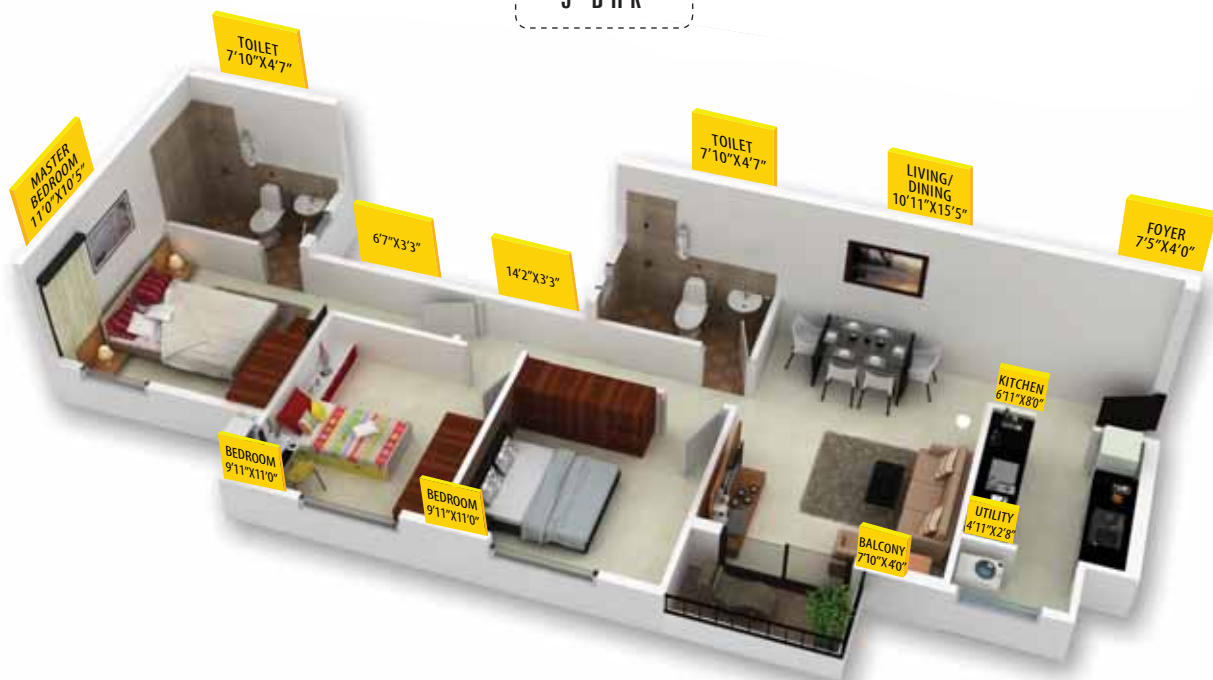 3 BHK
TOILET
7'10"X4'7"
MASTER
BEDROOM
11'0"X10'5"
6'7"X3'3"
14'2"X3'3"
TOILET
7'10"X4'7"
LIVING/
DINING
10'11"X15'5"
FOYER
7'5"X4'0"
KITCHEN
6'11"X8'0"
BEDROOM
9'11"X11'0"
BEDROOM
9'11"X11'0"
UTILITY
4'11"X2'8"
BALCONY
7'10"X4'0"